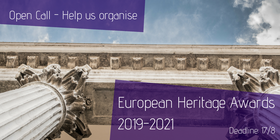 Open Call - Help us organise
European Heritage Awards
2019-2021
Deadline 17/8